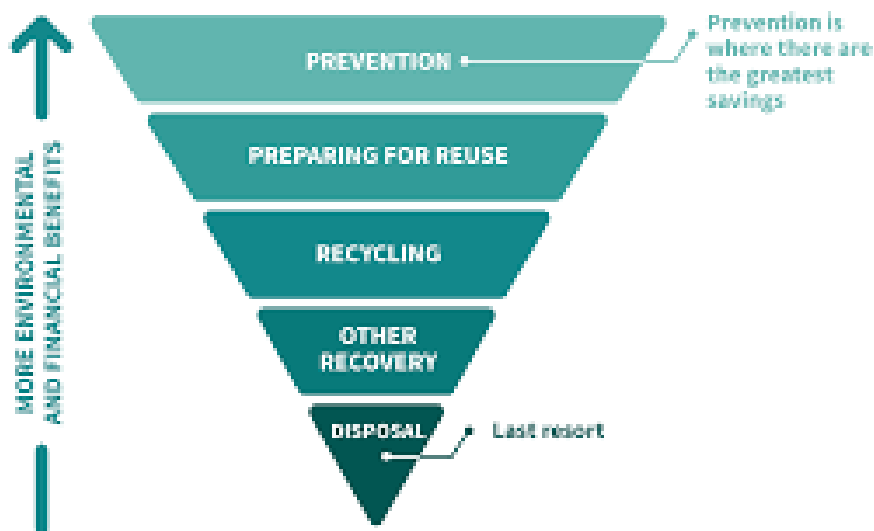 PREVENTION
Prevention is
where there are
the greatest
savings
PREPARING FOR REUSE
RECYCLING
OTHER
RECOVERY
DISPOSAL
Last resort
MORE ENVIRONMENTAL
AND FINANCIAL BENEFITS